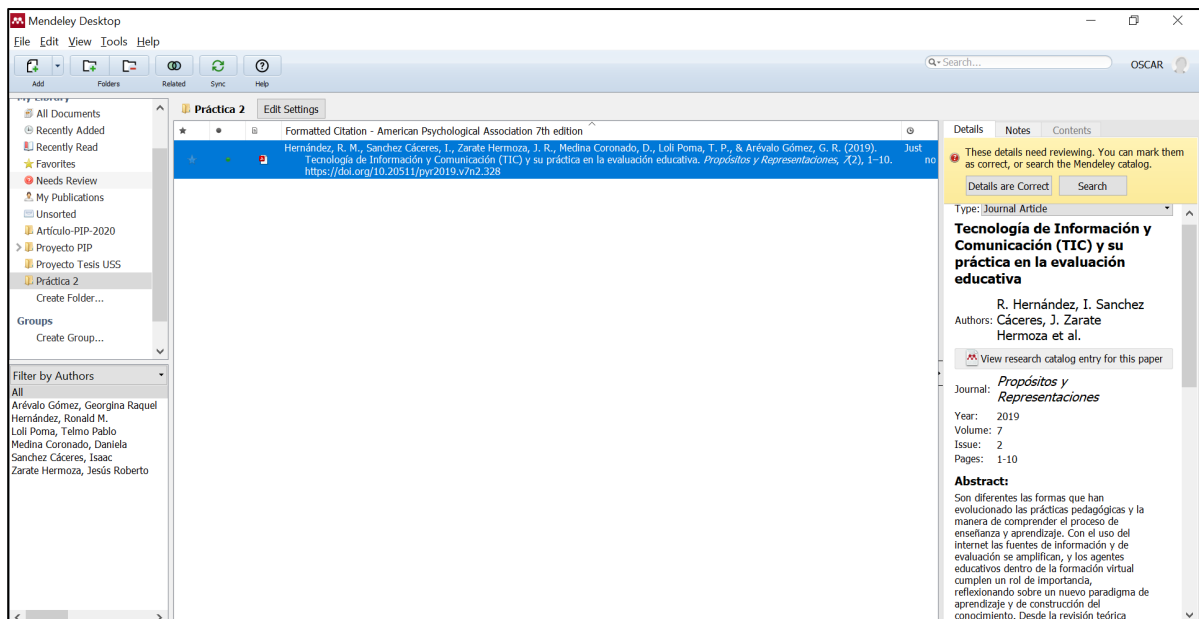 Mendeley Desktop
File Edit View Tools Help
Add Folders Related Sync Help
Search...
OSCAR
My Library
All Documents
Recently Added
Recently Read
Favorites
Needs Review
My Publications
Unsorted
Artículo-PIP-2020
Proyecto PIP
Proyecto Tesis USS
Práctica 2
Create Folder...
Groups
Create Group...
Filter by Authors
All
Arévalo Gómez, Georgina Raquel
Hernández, Ronald M.
Loli Poma, Telmo Pablo
Medina Coronado, Daniela
Sanchez Cáceres, Isaac
Zarate Hermoza, Jesús Roberto
Práctica 2 Edit Settings
Formatted Citation - American Psychological Association 7th edition
Hernández, R. M., Sanchez Cáceres, I., Zarate Hermoza, J. R., Medina Coronado, D., Loli Poma, T. P., & Arévalo Gómez, G. R. (2019). Just
Tecnología de Información y Comunicación (TIC) y su práctica en la evaluación educativa. Propósitos y Representaciones, 7(2), 1–10. no
https://doi.org/10.20511/pyr2019.v7n2.328
Details Notes Contents
These details need reviewing. You can mark them
as correct, or search the Mendeley catalog.
Details are Correct Search
Type: Journal Article
Tecnología de Información y
Comunicación (TIC) y su
práctica en la evaluación
educativa
R. Hernández, I. Sanchez
Authors: Cáceres, J. Zarate
Hermoza et al.
View research catalog entry for this paper
Journal: Propósitos y
Representaciones
Year: 2019
Volume: 7
Issue: 2
Pages: 1-10
Abstract:
Son diferentes las formas que han
evolucionado las prácticas pedagógicas y la
manera de comprender el proceso de
enseñanza y aprendizaje. Con el uso del
internet las fuentes de información y de
evaluación se amplifican, y los agentes
educativos dentro de la formación virtual
cumplen un rol de importancia,
reflexionando sobre un nuevo paradigma de
aprendizaje y de construcción del
conocimiento. Desde la revisión teórica